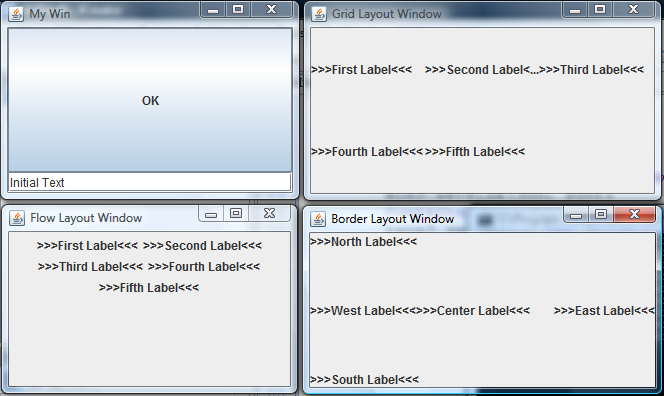 My Win
OK
Initial Text
Grid Layout Window
>>>First Label<<< >>>Second Label<...>>>Third Label<<<
>>>Fourth Label<<< >>>Fifth Label<<<
Flow Layout Window
>>>First Label<<< >>>Second Label<<<
>>>Third Label<<< >>>Fourth Label<<<
>>>Fifth Label<<<
Border Layout Window
>>>North Label<<<
>>>West Label<<<>>>Center Label<<< >>>East Label<<<
>>>South Label<<<